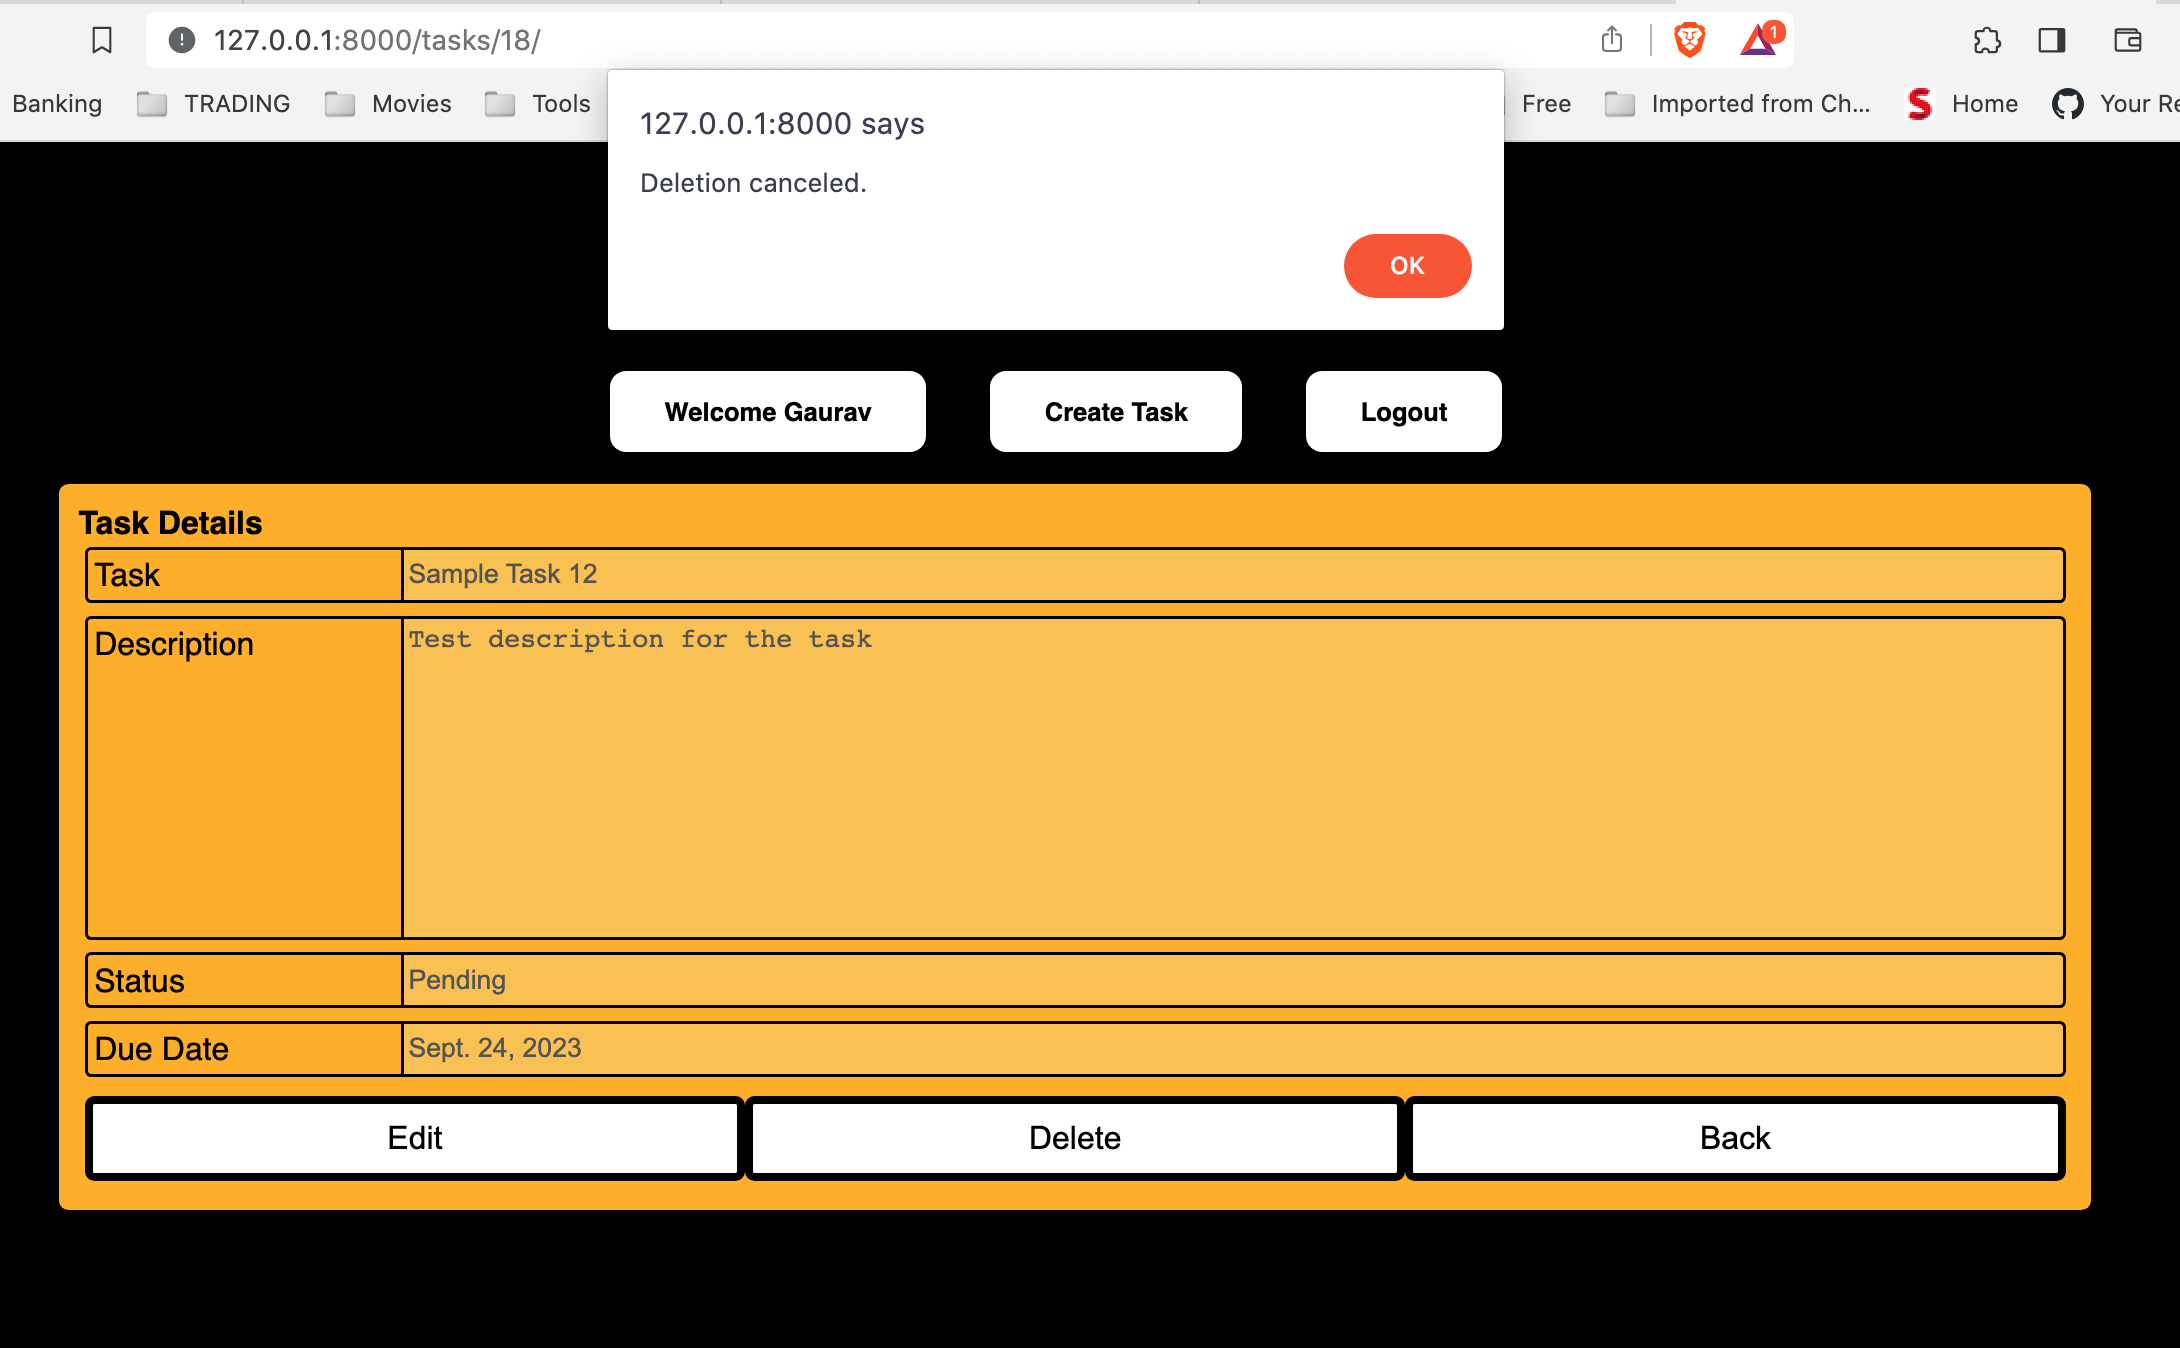 127.0.0.1:8000/tasks/18/
1
Banking TRADING Movies Tools Free Imported from Ch... Home Your Re
127.0.0.1:8000 says
Deletion canceled.
OK
Welcome Gaurav Create Task Logout
Task Details
Task Sample Task 12
Description Test description for the task
Status Pending
Due Date Sept. 24, 2023
Edit Delete Back